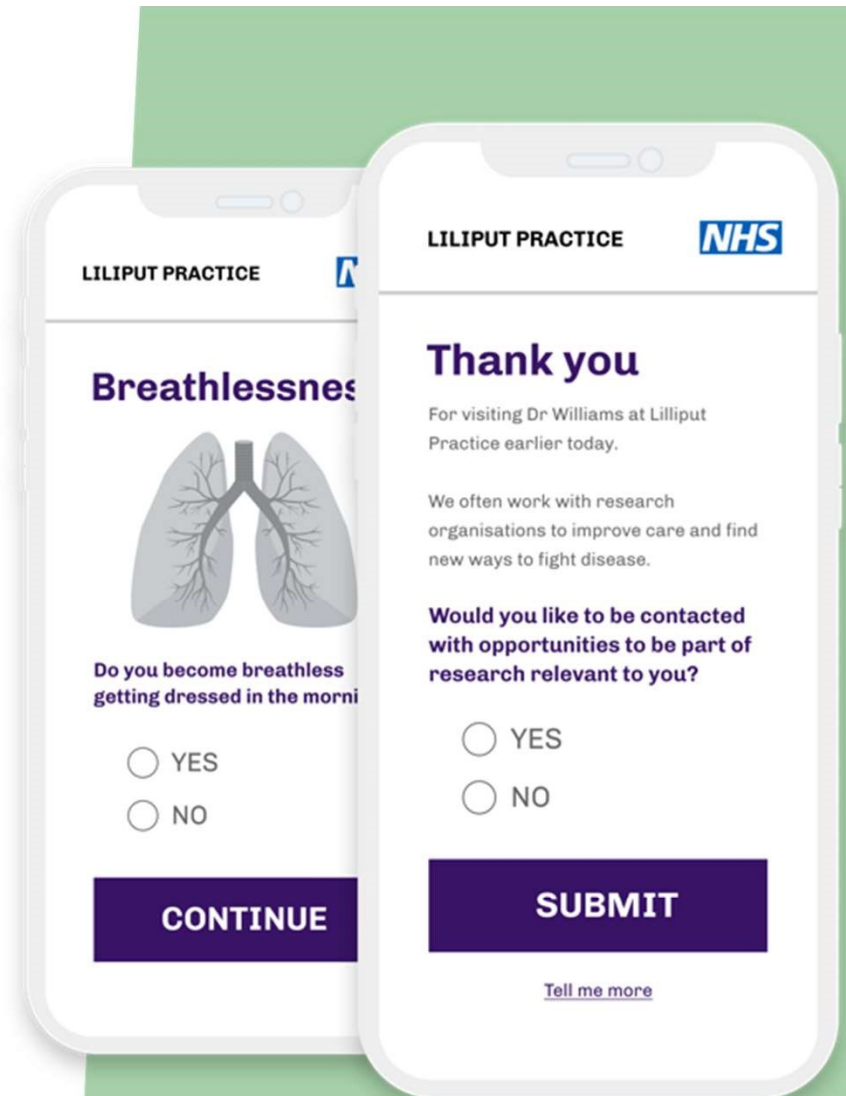 LILIPUT PRACTICE
Breathlessnes
Do you become breathless
getting dressed in the morni
YES
NO
CONTINUE
LILIPUT PRACTICE
NHS
Thank you
For visiting Dr Williams at Lilliput
Practice earlier today.
We often work with research
organisations to improve care and find
new ways to fight disease.
Would you like to be contacted
with opportunities to be part of
research relevant to you?
YES
NO
SUBMIT
Tell me more